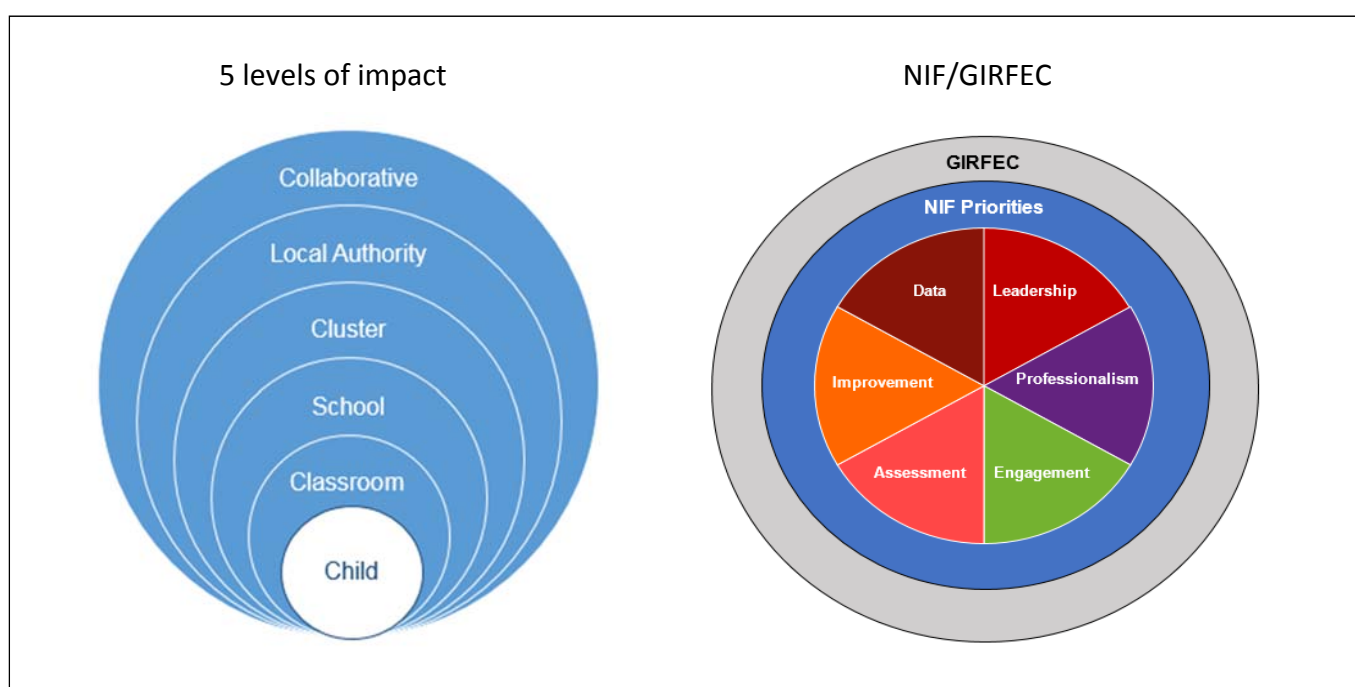 5 levels of impact
Collaborative
Local Authority
Cluster
School
Classroom
Child
NIF/GIRFEC
GIRFEC
NIF Priorities
Data
Leadership
Improvement
Professionalism
Assessment
Engagement